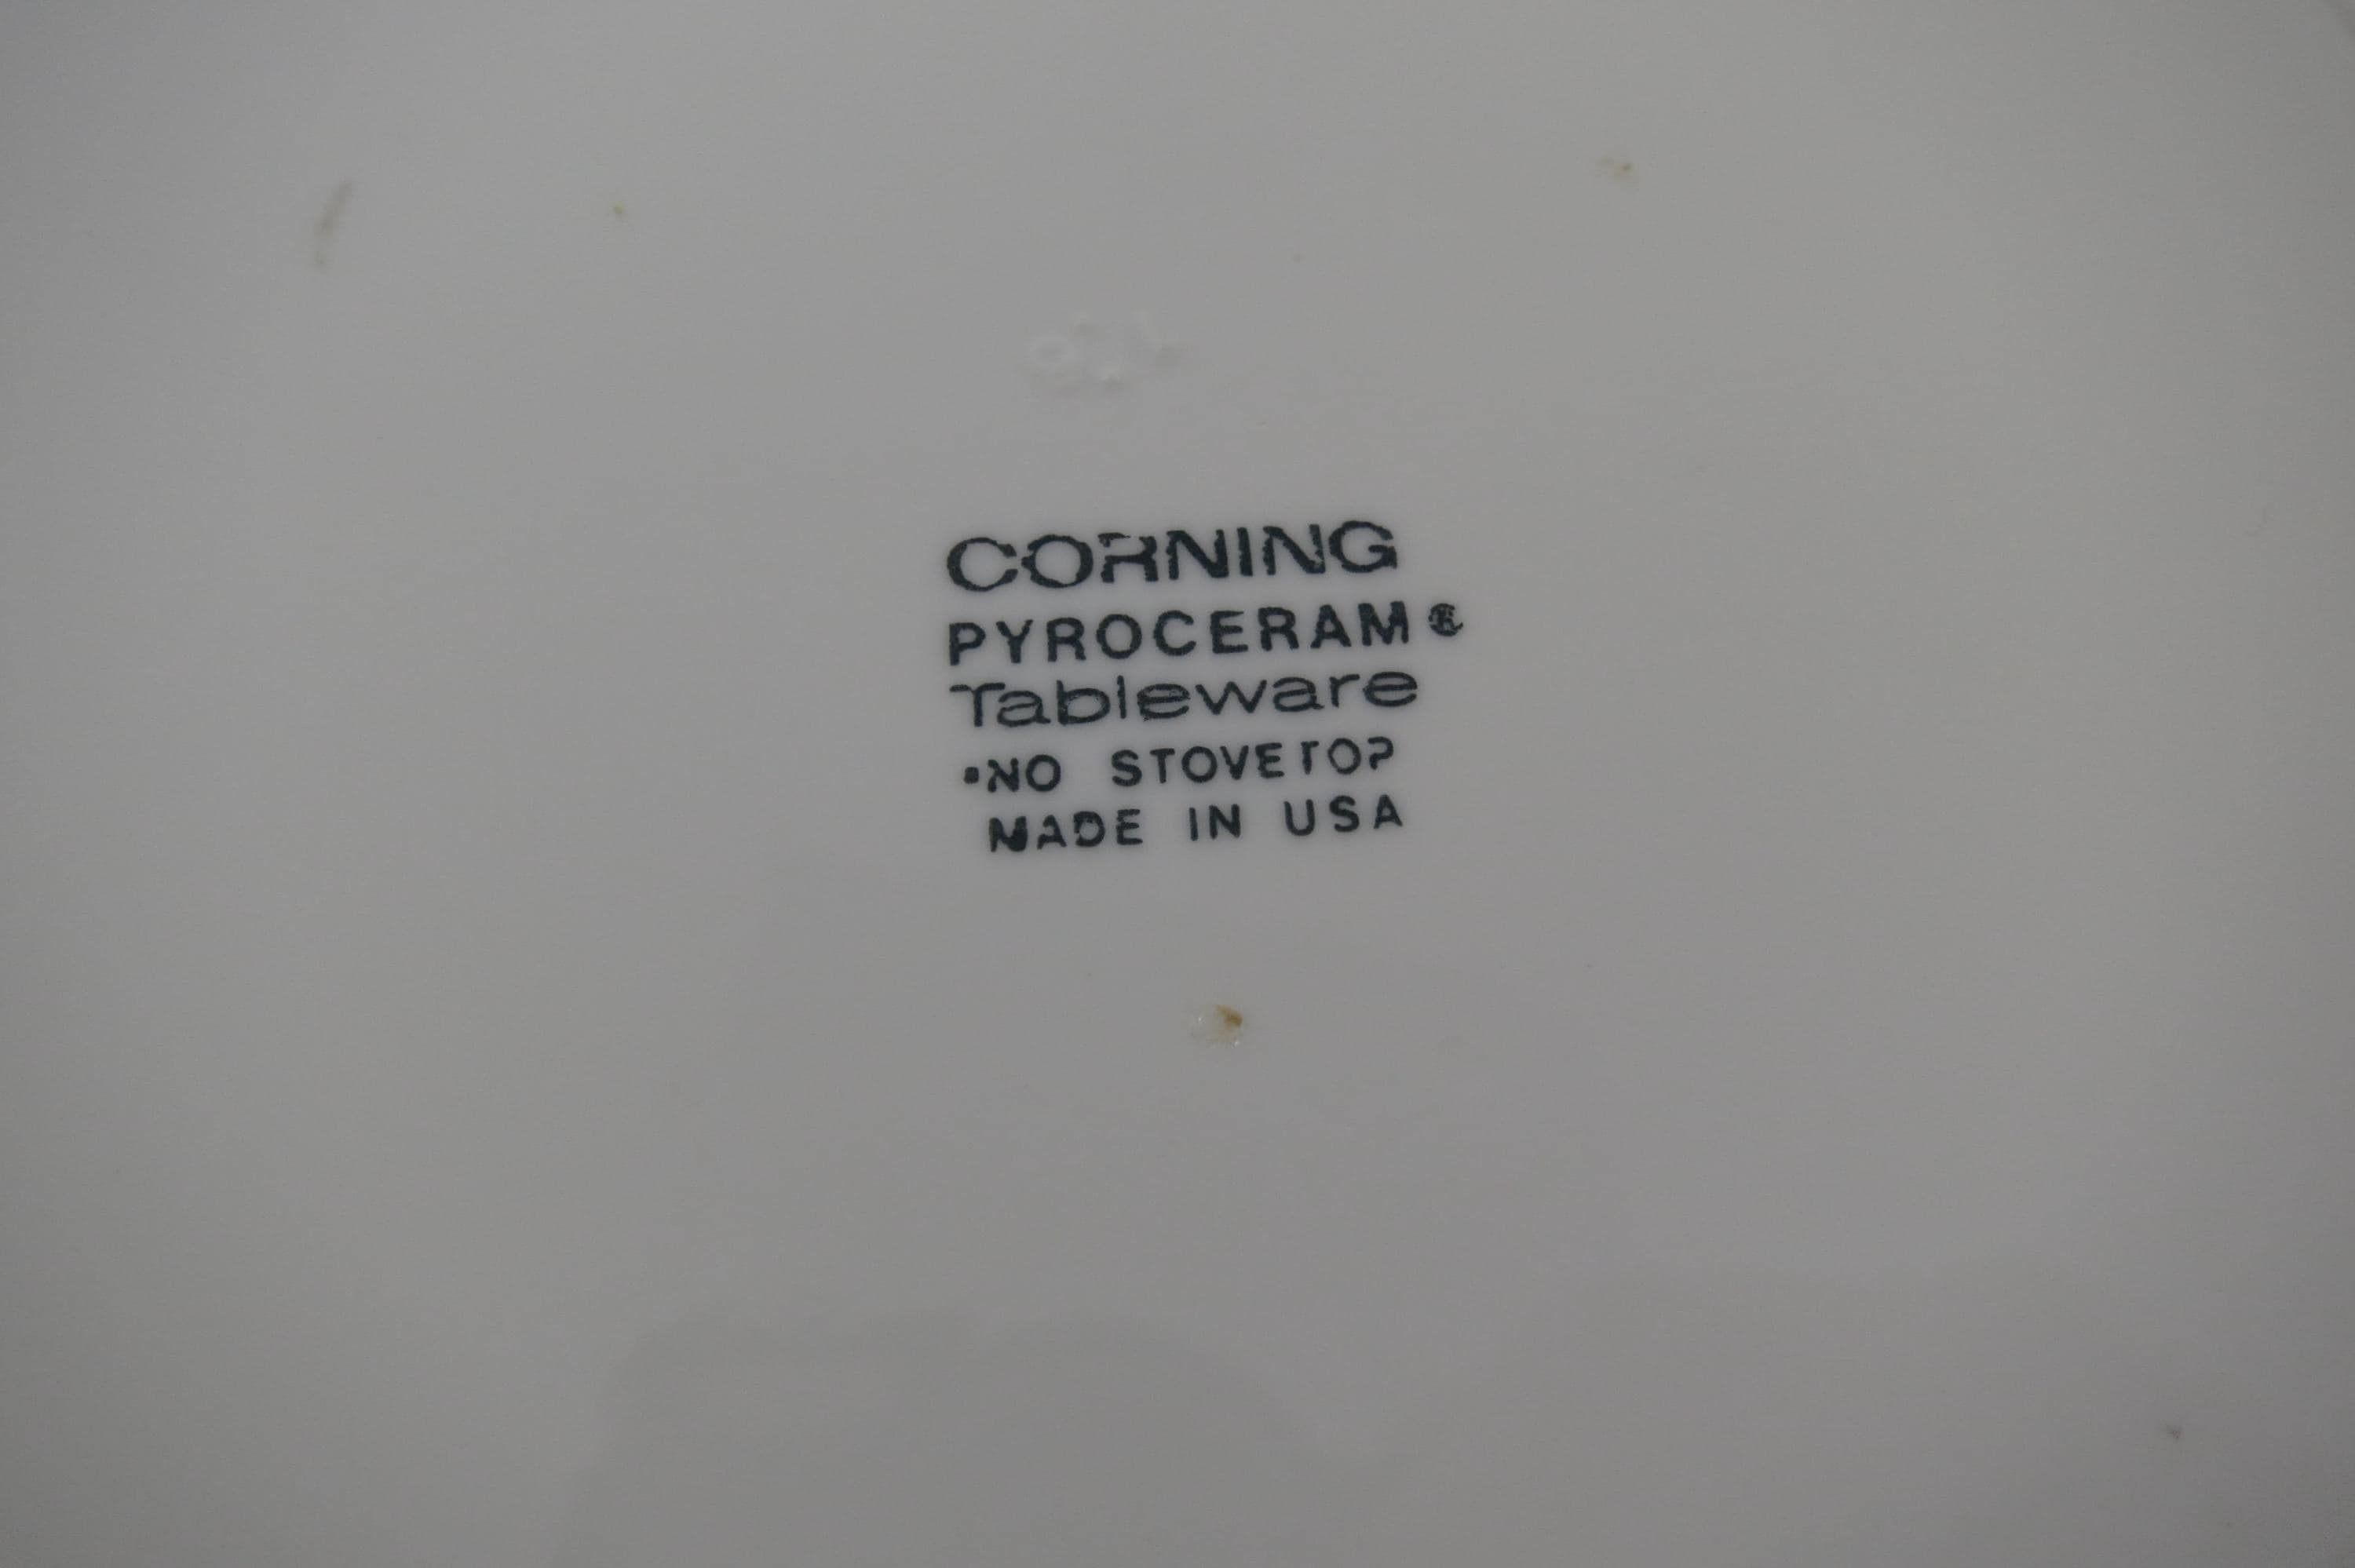 CORNING
PYROCERAM®
Tableware
•NO STOVETOP
MADE IN USA